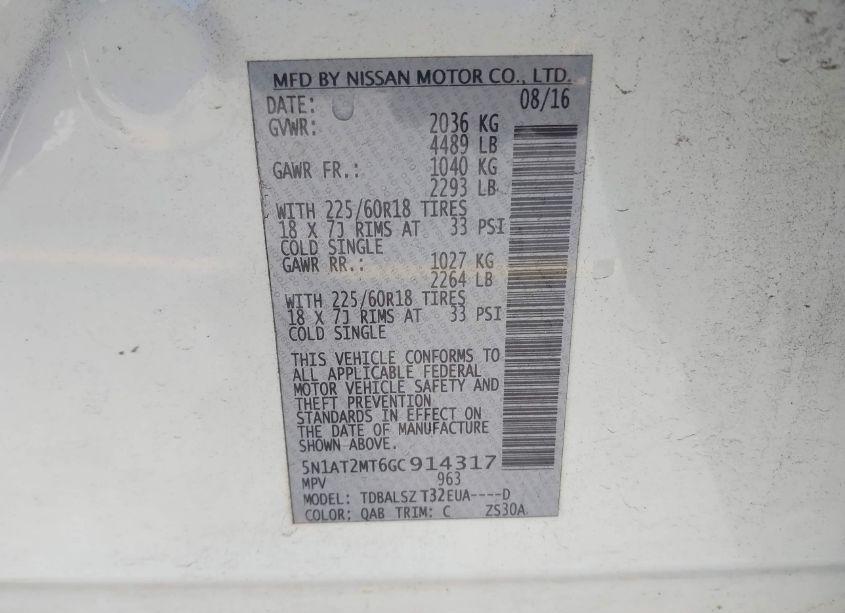 MFD BY NISSAN MOTOR CO., LTD.
DATE: 08/16
GVWR: 2036 KG
4489 LB
GAWR FR.: 1040 KG
2293 LB
WITH 225/60R18 TIRES
18 X 7J RIMS AT 33 PSI
COLD SINGLE
GAWR RR.: 1027 KG
2264 LB
WITH 225/60R18 TIRES
18 X 7J RIMS AT 33 PSI
COLD SINGLE
THIS VEHICLE CONFORMS TO
ALL APPLICABLE FEDERAL
MOTOR VEHICLE SAFETY AND
THEFT PREVENTION
STANDARDS IN EFFECT ON
THE DATE OF MANUFACTURE
SHOWN ABOVE.
5N1AT2MT6GC914317
MPV 963
MODEL: TDBALSZ T32EUA----D
COLOR: QAB TRIM: C ZS30A